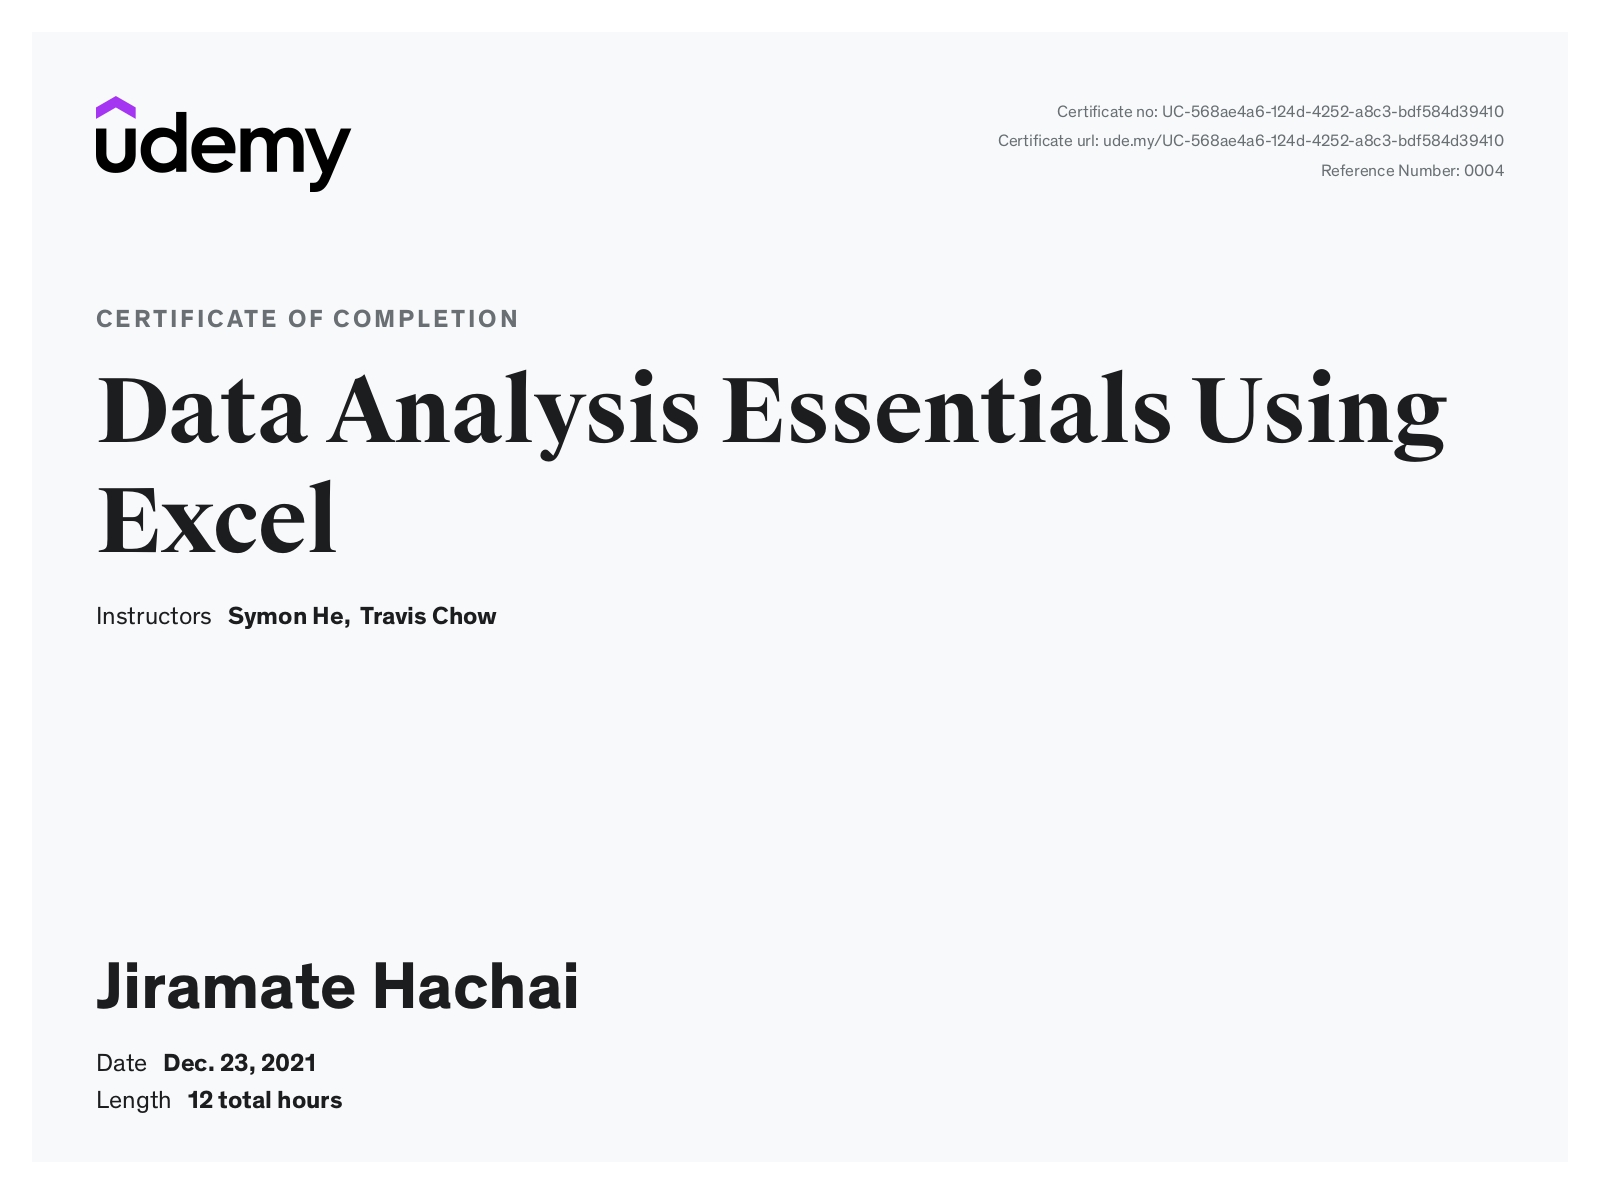 udemy
Certificate no: UC-568ae4a6-124d-4252-a8c3-bdf584d39410
Certificate url: ude.my/UC-568ae4a6-124d-4252-a8c3-bdf584d39410
Reference Number: 0004
CERTIFICATE OF COMPLETION
Data Analysis Essentials Using
Excel
Instructors Symon He, Travis Chow
Jiramate Hachai
Date Dec. 23, 2021
Length 12 total hours